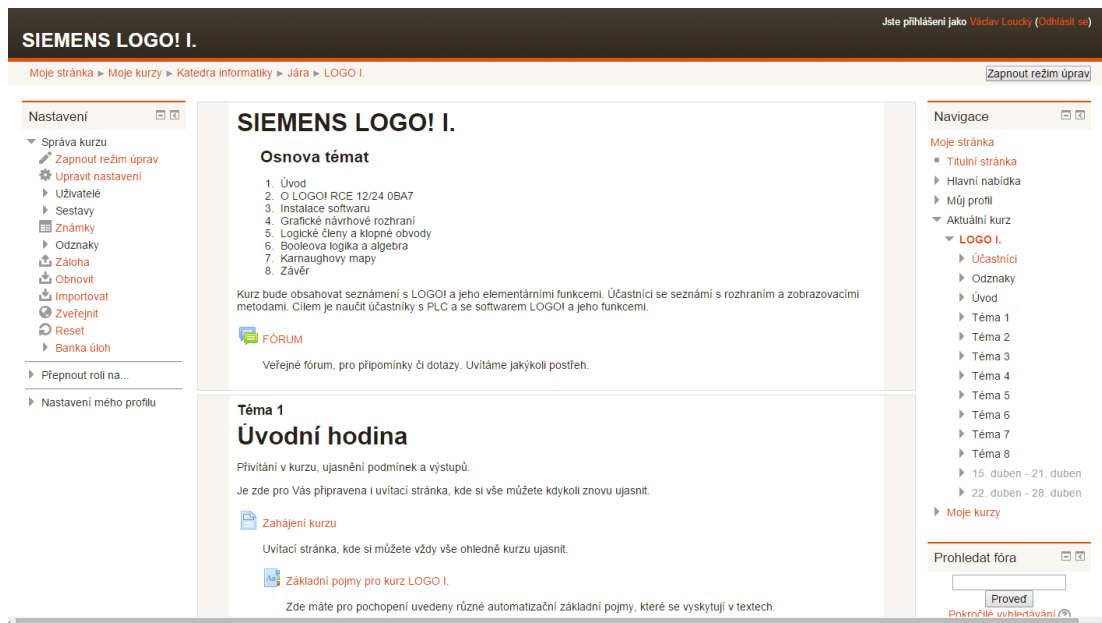 Jste přihlášeni jako Václav Loucký (Odhlásit se)
SIEMENS LOGO! I.
Moje stránka ► Moje kurzy ► Katedra informatiky ► Jára ► LOGO I.
Zapnout režim úprav
Nastavení
Správa kurzu
Zapnout režim úprav
Upravit nastavení
Uživatelé
Sestavy
Známky
Odznaky
Záloha
Obnovit
Importovat
Zveřejnit
Reset
Banka úloh
Přepnout roli na...
Nastavení mého profilu
SIEMENS LOGO! I.
Osnova témat
1. Úvod
2. O LOGO! RCE 12/24 0BA7
3. Instalace softwaru
4. Grafické návrhové rozhraní
5. Logické členy a klopné obvody
6. Booleova logika a algebra
7. Karnaughovy mapy
8. Závěr
Kurz bude obsahovat seznámení s LOGO! a jeho elementárními funkcemi. Účastníci se seznámí s rozhraním a zobrazovacími
metodami. Cílem je naučit účastníky s PLC a se softwarem LOGO! a jeho funkcemi.
FÓRUM
Veřejné fórum, pro připomínky či dotazy. Uvítáme jakýkoli postřeh.
Téma 1
Úvodní hodina
Přivítání v kurzu, ujasnění podmínek a výstupů.
Je zde pro Vás připravena i uvítací stránka, kde si vše můžete kdykoli znovu ujasnit.
Zahájení kurzu
Uvítací stránka, kde si můžete vždy vše ohledně kurzu ujasnit.
Základní pojmy pro kurz LOGO I.
Zde máte pro pochopení uvedeny různé automatizační základní pojmy, které se vyskytují v textech.
Navigace
Moje stránka
Titulní stránka
Hlavní nabídka
Můj profil
Aktuální kurz
LOGO I.
Účastníci
Odznaky
Úvod
Téma 1
Téma 2
Téma 3
Téma 4
Téma 5
Téma 6
Téma 7
Téma 8
15. duben - 21. duben
22. duben - 28. duben
Moje kurzy
Prohledat fóra
Proveď
Pokročilé vyhledávání